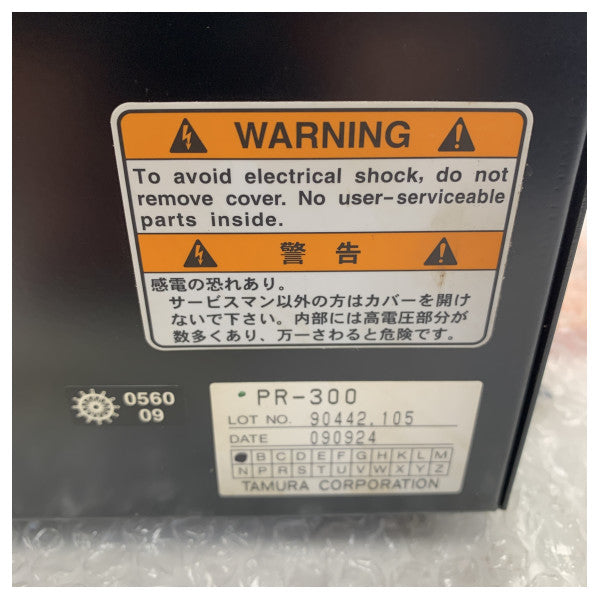 WARNING
To avoid electrical shock, do not
remove cover. No user-serviceable
parts inside.
警告
感電の恐れあり。
サービスマン以外の方はカバーを開け
ないで下さい。内部には高電圧部分が
数多くあり、万一さわると危険です。
0560
09
PR-300
LOT NO. 90442.105
DATE 090924
B C D E F G H K L M
N P R S T U V W X Y Z
TAMURA CORPORATION